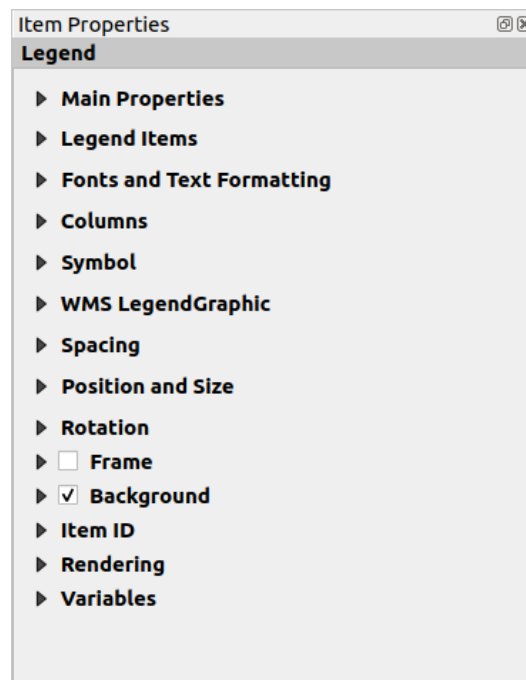 Item Properties
Legend
Main Properties
Legend Items
Fonts and Text Formatting
Columns
Symbol
WMS LegendGraphic
Spacing
Position and Size
Rotation
Frame
Background
Item ID
Rendering
Variables